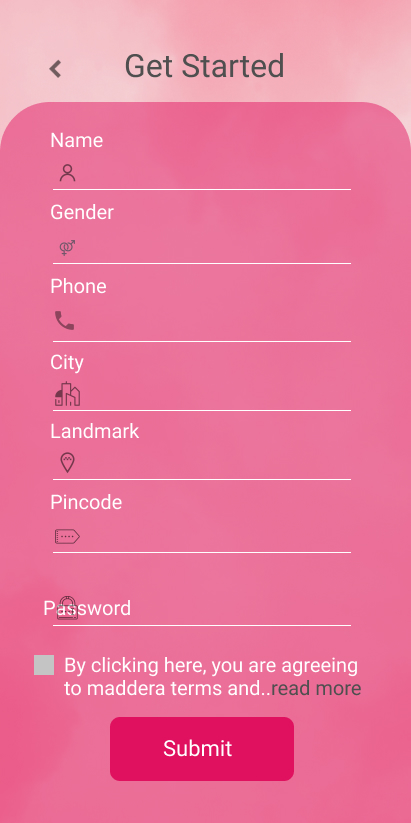 Get Started
Name
Gender
Phone
City
Landmark
Pincode
Password
By clicking here, you are agreeing
to maddera terms and..read more
Submit